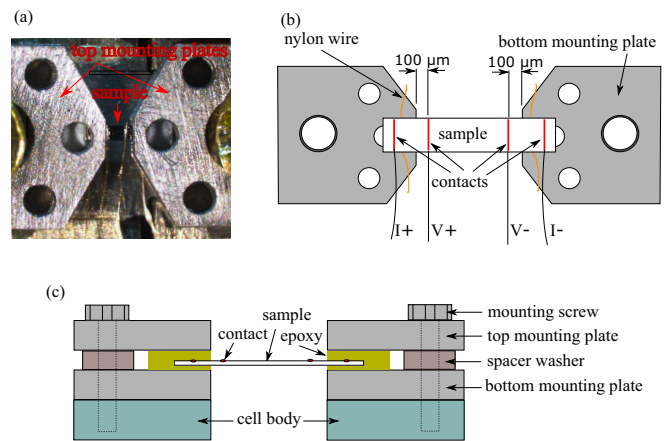 (a)
top mounting plates
sample
(b)
nylon wire
100 μm
100 μm
bottom mounting plate
sample
contacts
I+
V+
V-
I-
(c)
contact
sample
epoxy
mounting screw
top mounting plate
spacer washer
bottom mounting plate
cell body